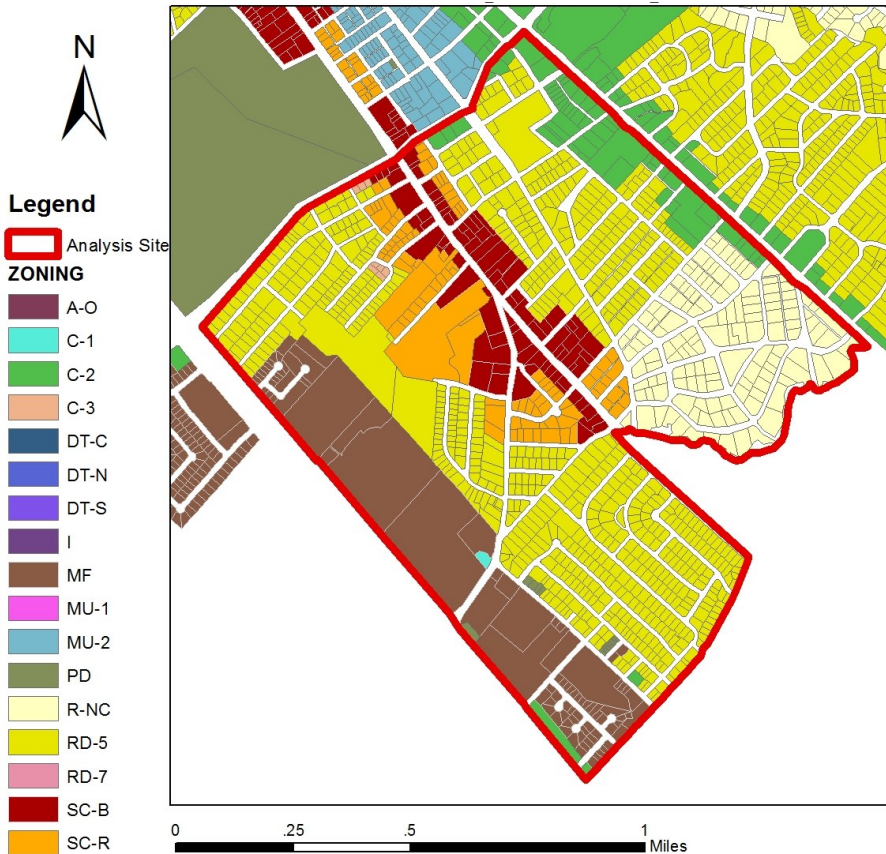 N
Legend
Analysis Site
ZONING
A-O
C-1
C-2
C-3
DT-C
DT-N
DT-S
I
MF
MU-1
MU-2
PD
R-NC
RD-5
RD-7
SC-B
SC-R
0 .25 .5 1
Miles